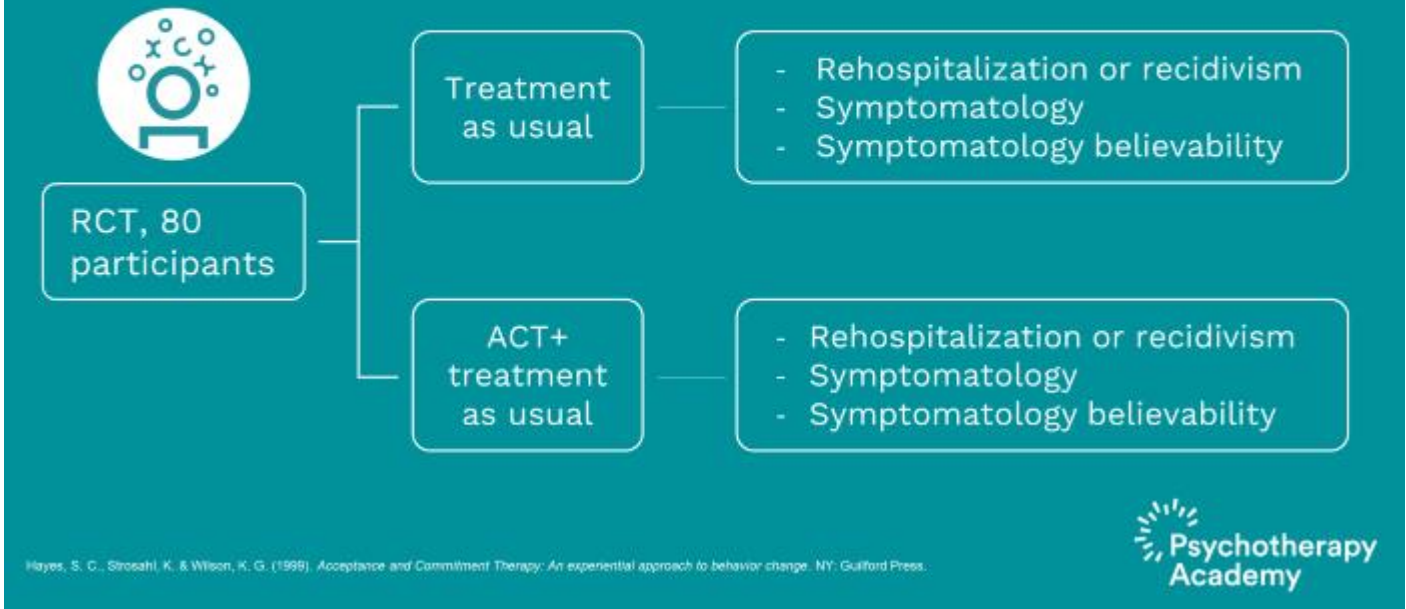 RCT, 80
participants
Treatment
as usual
- Rehospitalization or recidivism
- Symptomatology
- Symptomatology believability
ACT+
treatment
as usual
- Rehospitalization or recidivism
- Symptomatology
- Symptomatology believability
Hayes, S. C., Strosahl, K. & Wilson, K. G. (1999). Acceptance and Commitment Therapy: An experiential approach to behavior change. NY: Guilford Press.
Psychotherapy
Academy